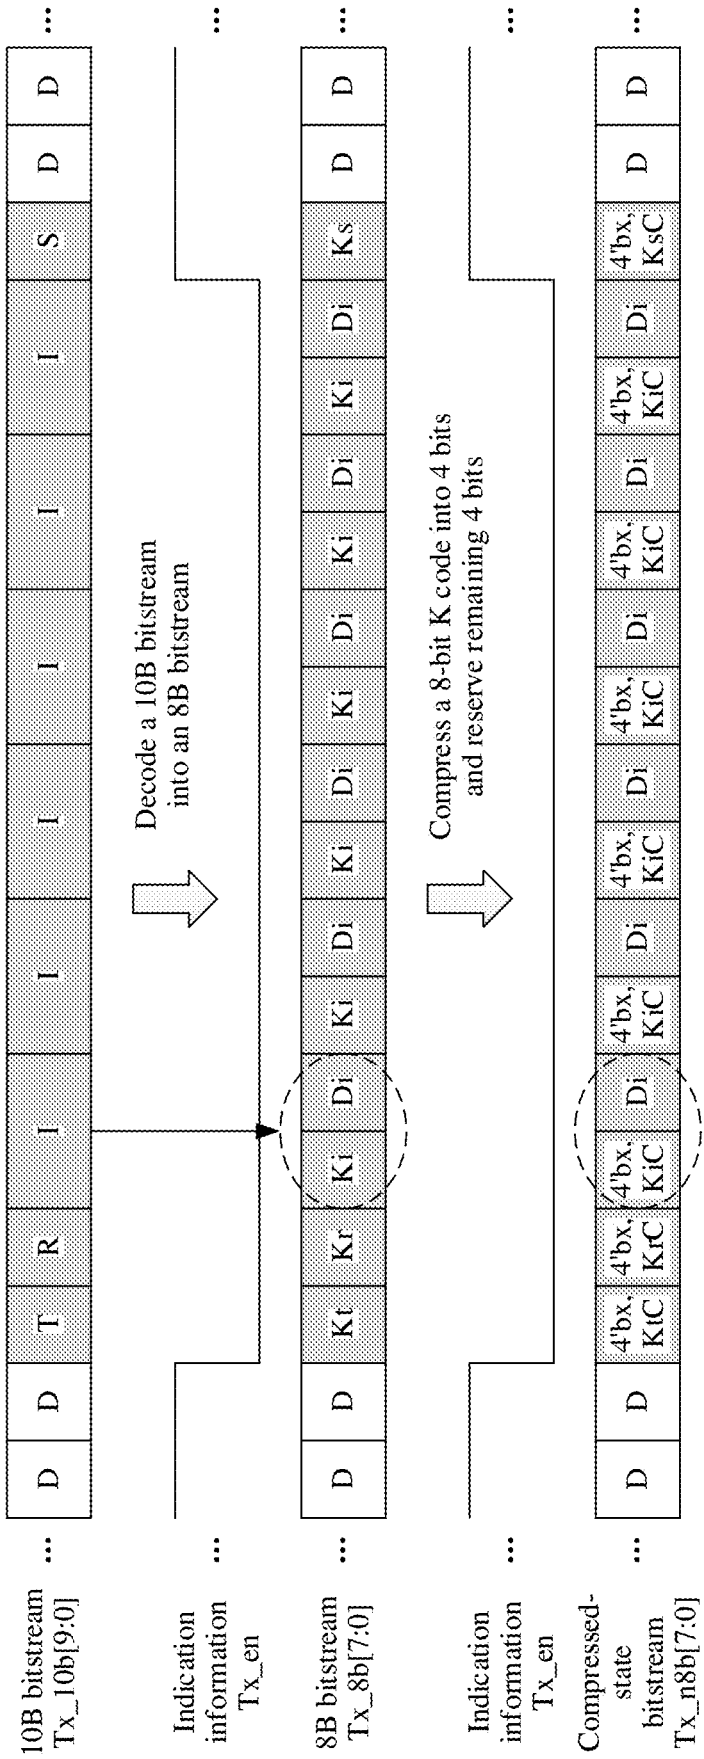 10B bitstream
Tx_10b[9:0]
... D D T R I I I I I I S D D ...
Indication
information
Tx_en
... ...
Decode a 10B bitstream
into an 8B bitstream
8B bitstream
Tx_8b[7:0]
... D D Kt Kr Ki Di Ki Di Ki Di Ki Di Ki Di Ki Di Ks D D ...
Indication
information
Tx_en
... ...
Compress a 8-bit K code into 4 bits
and reserve remaining 4 bits
Compressed-
state
bitstream
Tx_n8b[7:0]
... D D 4'bx, 4'bx, 4'bx, Di 4'bx, Di 4'bx, Di 4'bx, Di 4'bx, Di 4'bx, Di 4'bx, D D ...
KtC KrC KiC KiC KiC KiC KiC KiC KsC